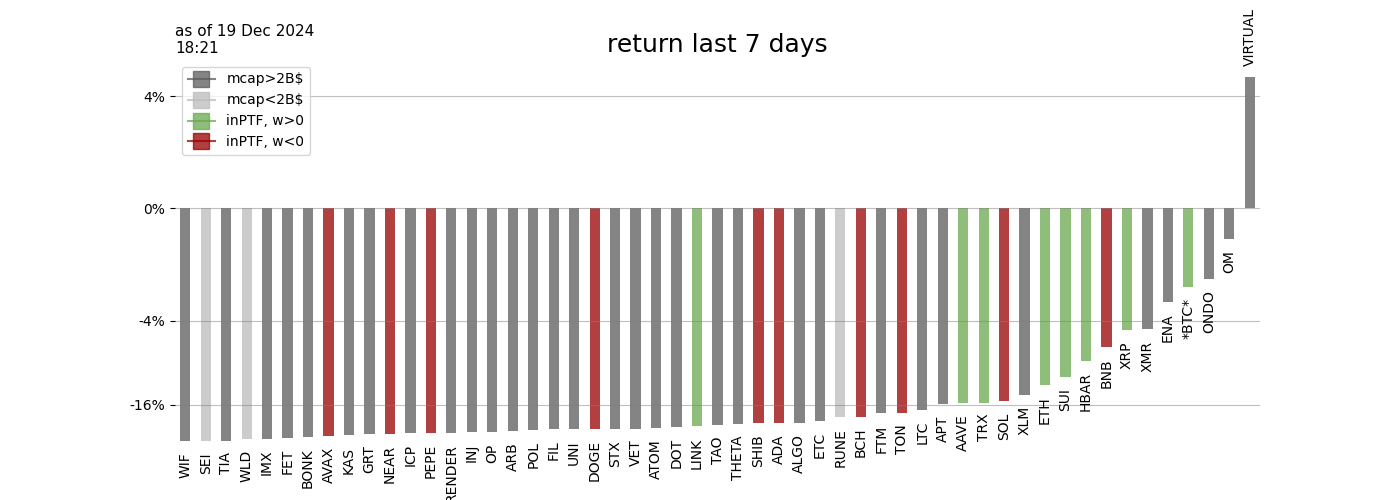 as of 19 Dec 2024
18:21
return last 7 days
mcap>2B$
mcap<2B$
inPTF, w>0
inPTF, w<0
4%
0%
-4%
-16%
WIF
SEI
TIA
WLD
IMX
FET
BONK
AVAX
KAS
GRT
NEAR
ICP
PEPE
RENDER
INJ
OP
ARB
POL
FIL
UNI
DOGE
STX
VET
ATOM
DOT
LINK
TAO
THETA
SHIB
ADA
ALGO
ETC
RUNE
BCH
FTM
TON
LTC
APT
AAVE
TRX
SOL
XLM
ETH
SUI
HBAR
BNB
XRP
XMR
ENA
*BTC*
ONDO
OM
VIRTUAL